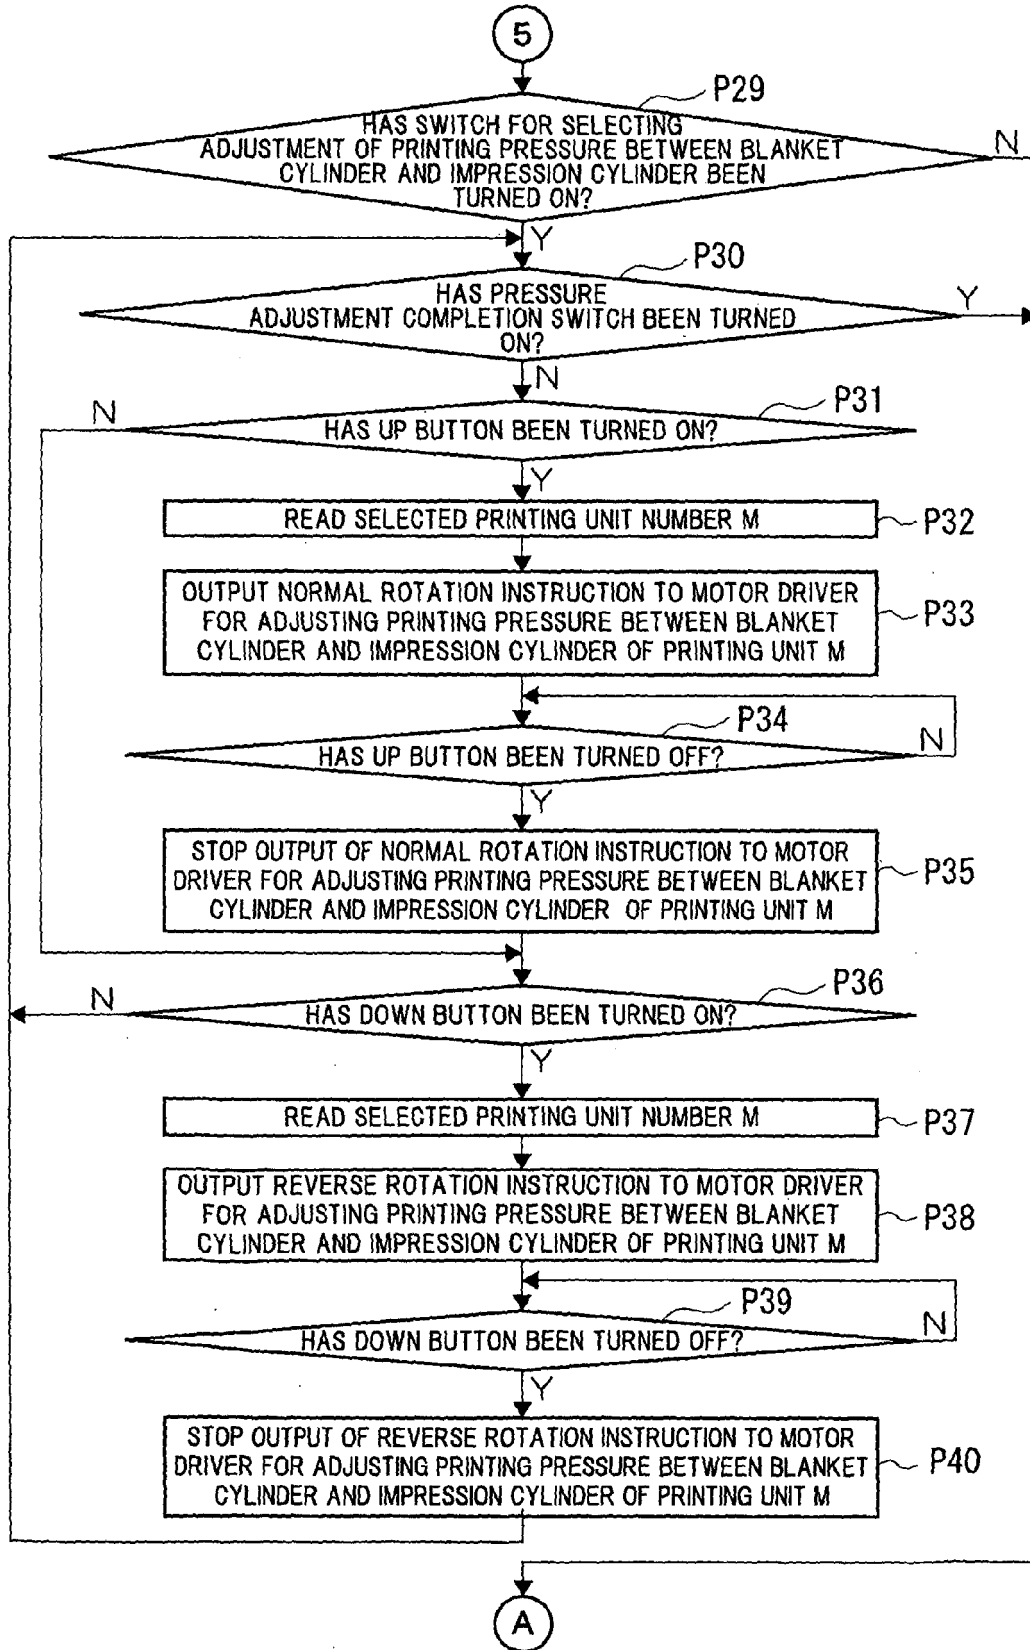 5
P29
HAS SWITCH FOR SELECTING
ADJUSTMENT OF PRINTING PRESSURE BETWEEN BLANKET
CYLINDER AND IMPRESSION CYLINDER BEEN
TURNED ON?
N
Y
P30
HAS PRESSURE
ADJUSTMENT COMPLETION SWITCH BEEN TURNED
ON?
Y
N
N
P31
HAS UP BUTTON BEEN TURNED ON?
Y
READ SELECTED PRINTING UNIT NUMBER M
P32
OUTPUT NORMAL ROTATION INSTRUCTION TO MOTOR DRIVER
FOR ADJUSTING PRINTING PRESSURE BETWEEN BLANKET
CYLINDER AND IMPRESSION CYLINDER OF PRINTING UNIT M
P33
P34
HAS UP BUTTON BEEN TURNED OFF?
N
Y
STOP OUTPUT OF NORMAL ROTATION INSTRUCTION TO MOTOR
DRIVER FOR ADJUSTING PRINTING PRESSURE BETWEEN BLANKET
CYLINDER AND IMPRESSION CYLINDER OF PRINTING UNIT M
P35
N
P36
HAS DOWN BUTTON BEEN TURNED ON?
Y
READ SELECTED PRINTING UNIT NUMBER M
P37
OUTPUT REVERSE ROTATION INSTRUCTION TO MOTOR DRIVER
FOR ADJUSTING PRINTING PRESSURE BETWEEN BLANKET
CYLINDER AND IMPRESSION CYLINDER OF PRINTING UNIT M
P38
P39
HAS DOWN BUTTON BEEN TURNED OFF?
N
Y
STOP OUTPUT OF REVERSE ROTATION INSTRUCTION TO MOTOR
DRIVER FOR ADJUSTING PRINTING PRESSURE BETWEEN BLANKET
CYLINDER AND IMPRESSION CYLINDER OF PRINTING UNIT M
P40
A